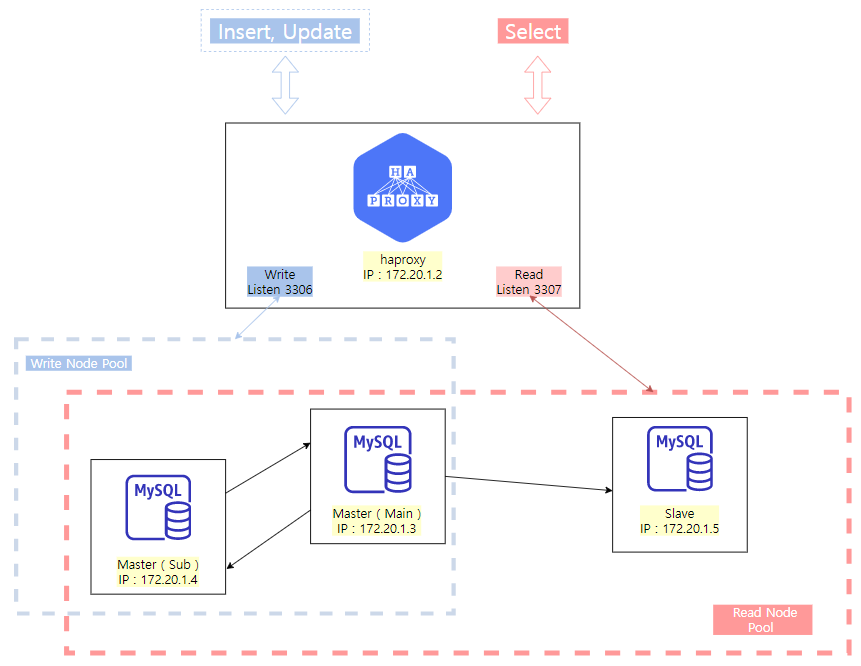 Insert, Update
Select
HA
PROXY
haproxy
IP : 172.20.1.2
Write
Listen 3306
Read
Listen 3307
Write Node Pool
MySQL
Master ( Main )
IP : 172.20.1.3
MySQL
Slave
IP : 172.20.1.5
MySQL
Master ( Sub )
IP : 172.20.1.4
Read Node
Pool